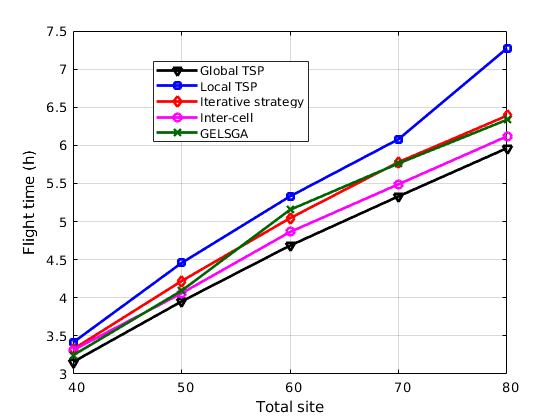 7.5
7
6.5
6
5.5
5
4.5
4
3.5
3
Flight time (h)
Global TSP
Local TSP
Iterative strategy
Inter-cell
GELSGA
40 50 60 70 80
Total site